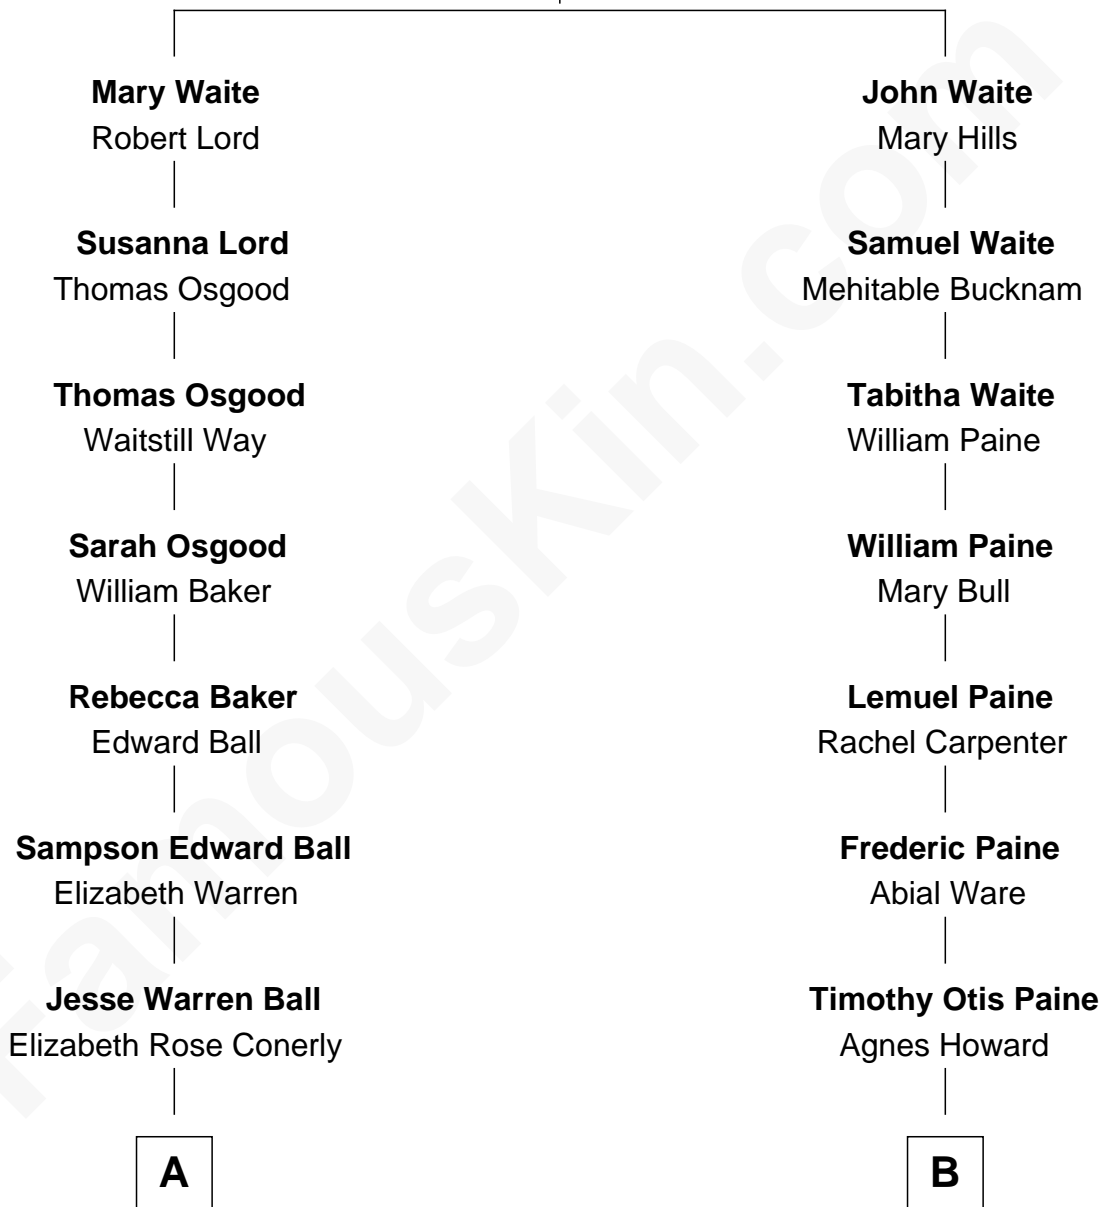 Mary Waite
Robert Lord
Susanna Lord
Thomas Osgood
Thomas Osgood
Waitstill Way
Sarah Osgood
William Baker
Rebecca Baker
Edward Ball
Sampson Edward Ball
Elizabeth Warren
Jesse Warren Ball
Elizabeth Rose Conerly
A
John Waite
Mary Hills
Samuel Waite
Mehitable Bucknam
Tabitha Waite
William Paine
William Paine
Mary Bull
Lemuel Paine
Rachel Carpenter
Frederic Paine
Abial Ware
Timothy Otis Paine
Agnes Howard
B
FamousKin.com